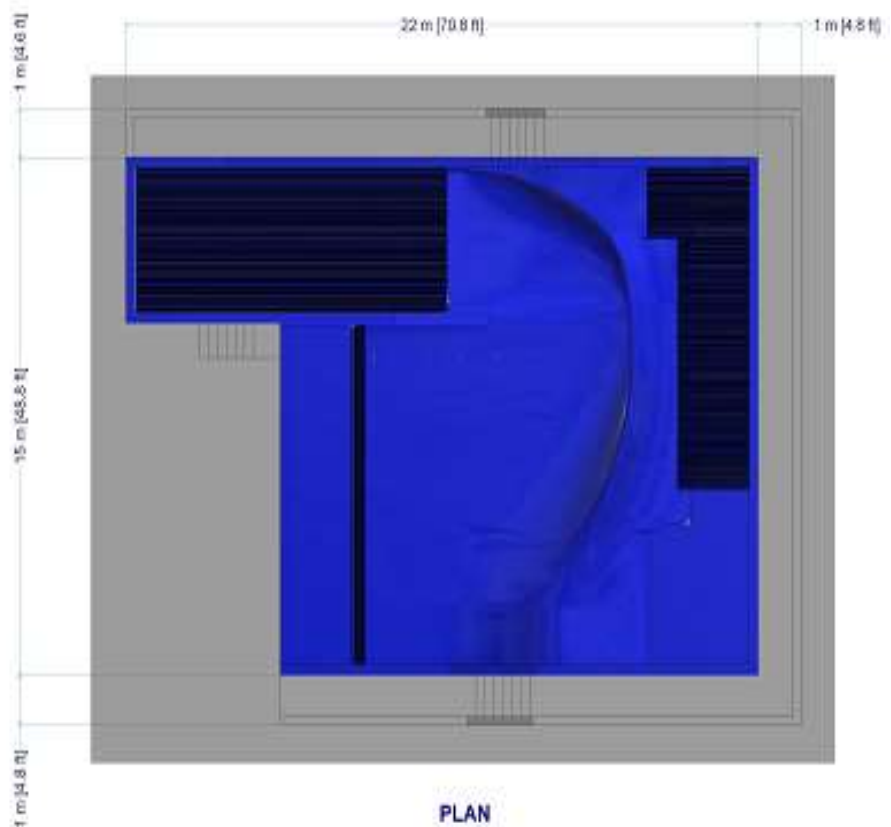 22 m [70.8 ft]
1 m [4.8 ft]
1 m [4.6 ft]
15 m [48.8 ft]
1 m [4.8 ft]
PLAN